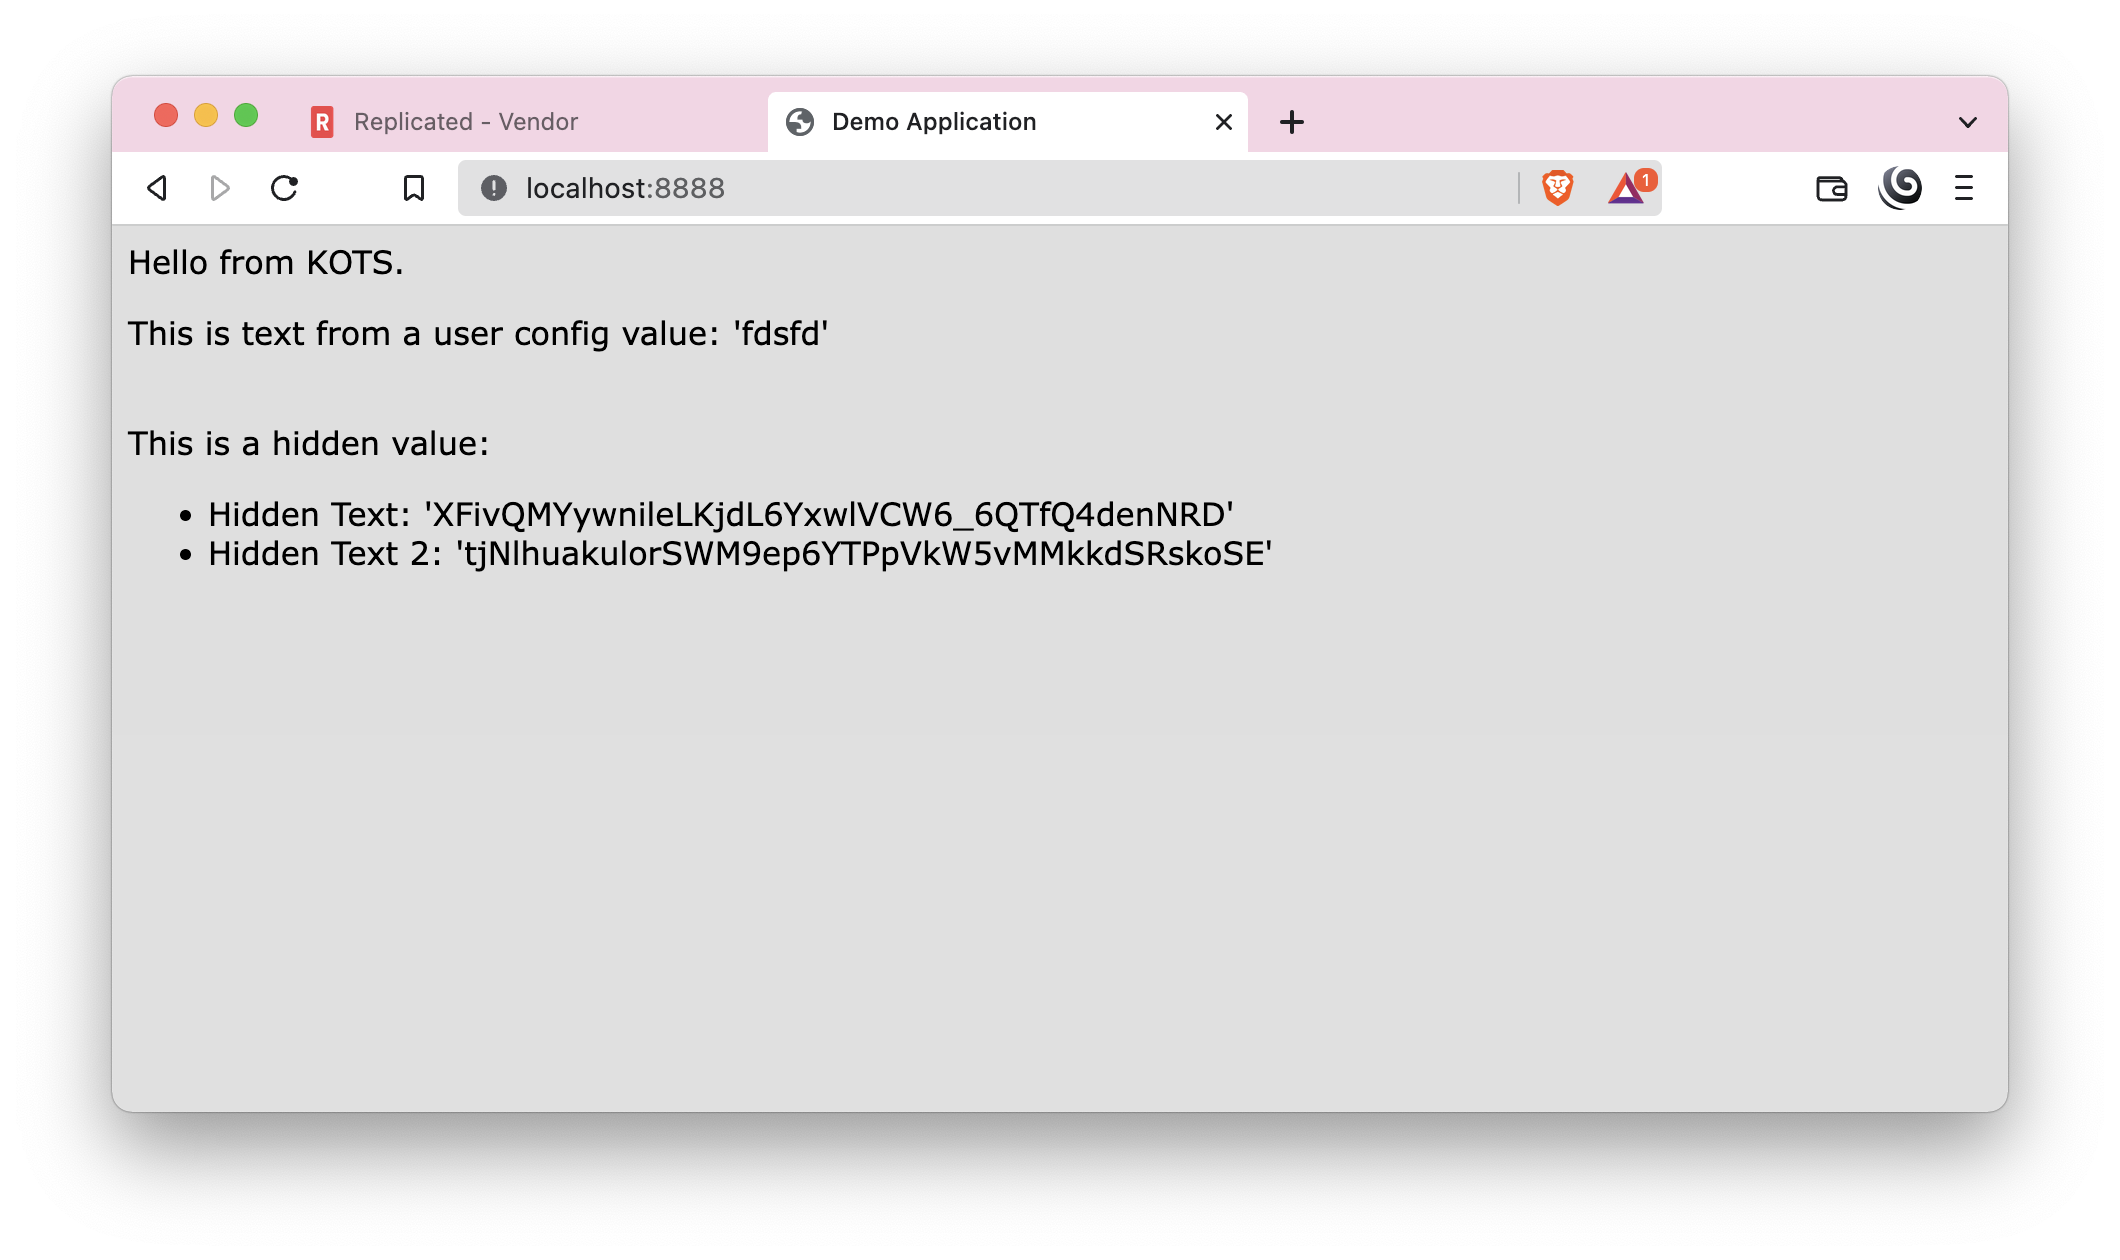 R Replicated - Vendor
Demo Application
localhost:8888
1
Hello from KOTS.
This is text from a user config value: 'fdsfd'
This is a hidden value:
• Hidden Text: 'XFivQMYywnileLKjdL6YxwlVCW6_6QTfQ4denNRD'
• Hidden Text 2: 'tjNlhuakulorSWM9ep6YTPpVkW5vMMkkdSRskoSE'